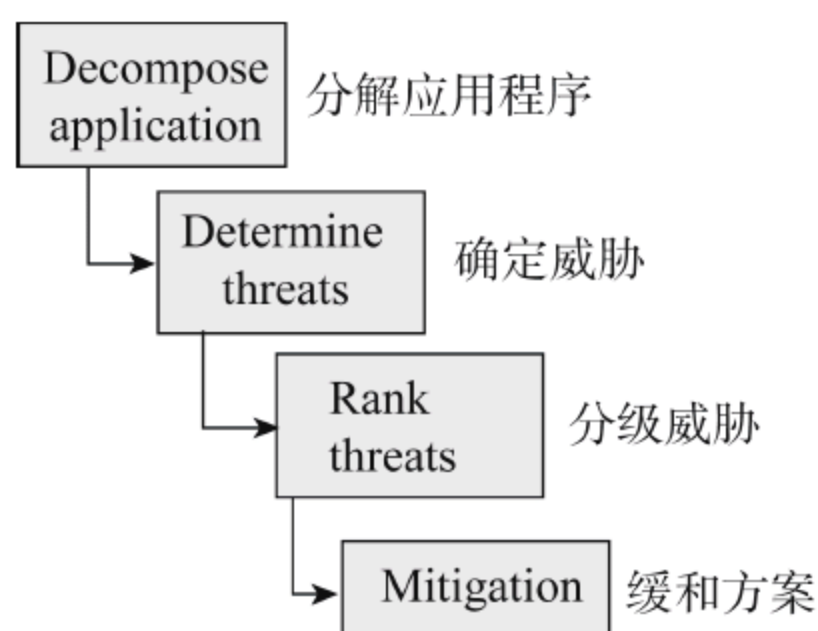 Decompose
application
分解应用程序
Determine
threats
确定威胁
Rank
threats
分级威胁
Mitigation
缓和方案